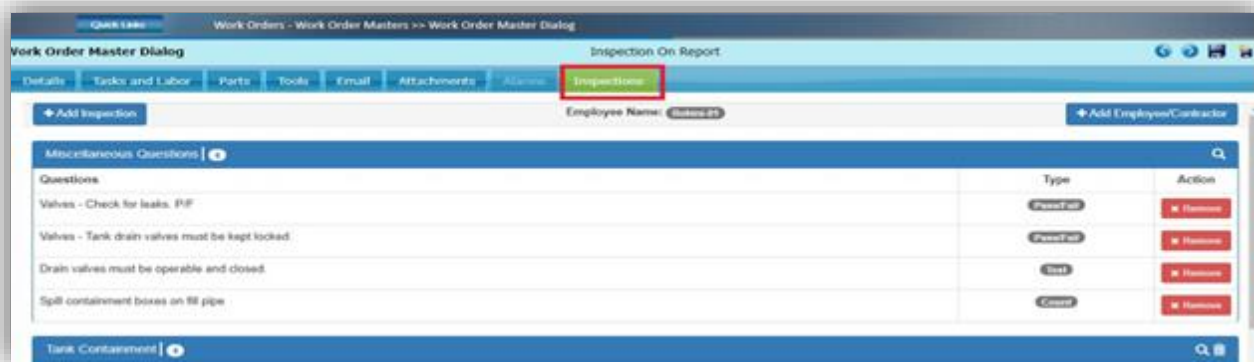 Quick Links Work Orders - Work Order Masters >> Work Order Master Dialog
Work Order Master Dialog Inspection On Report
Details Tasks and Labor Parts Tools Email Attachments Alarms Inspections
+Add Inspection Employee Name: +Add Employee/Contractor
Miscellaneous Questions
Questions Type Action
Valves - Check for leaks. P/F Pass/Fail Remove
Valves - Tank drain valves must be kept locked. Pass/Fail Remove
Drain valves must be operable and closed. Text Remove
Spill containment boxes on fill pipe Count Remove
Tank Containment